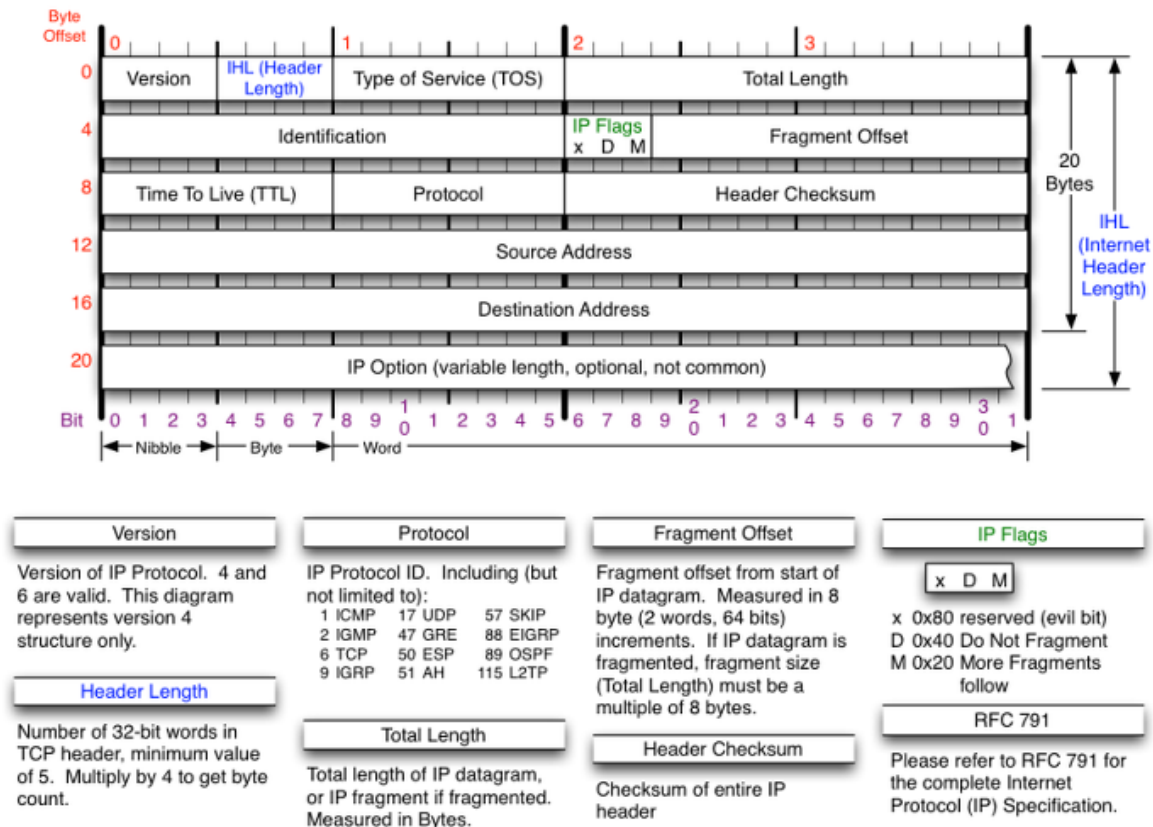 Byte
Offset
0 1 2 3
0 Version IHL (Header Length) Type of Service (TOS) Total Length
4 Identification IP Flags x D M Fragment Offset
8 Time To Live (TTL) Protocol Header Checksum
12 Source Address
16 Destination Address
20 IP Option (variable length, optional, not common)
20
Bytes
IHL
(Internet
Header
Length)
Bit 0 1 2 3 4 5 6 7 8 9 10 1 2 3 4 5 6 7 8 9 20 1 2 3 4 5 6 7 8 9 30 1
Nibble Byte Word
Version
Version of IP Protocol. 4 and
6 are valid. This diagram
represents version 4
structure only.
Header Length
Number of 32-bit words in
TCP header, minimum value
of 5. Multiply by 4 to get byte
count.
Protocol
IP Protocol ID. Including (but
not limited to):
1 ICMP 17 UDP 57 SKIP
2 IGMP 47 GRE 88 EIGRP
6 TCP 50 ESP 89 OSPF
9 IGRP 51 AH 115 L2TP
Total Length
Total length of IP datagram,
or IP fragment if fragmented.
Measured in Bytes.
Fragment Offset
Fragment offset from start of
IP datagram. Measured in 8
byte (2 words, 64 bits)
increments. If IP datagram is
fragmented, fragment size
(Total Length) must be a
multiple of 8 bytes.
Header Checksum
Checksum of entire IP
header
IP Flags
x D M
x 0x80 reserved (evil bit)
D 0x40 Do Not Fragment
M 0x20 More Fragments
follow
RFC 791
Please refer to RFC 791 for
the complete Internet
Protocol (IP) Specification.